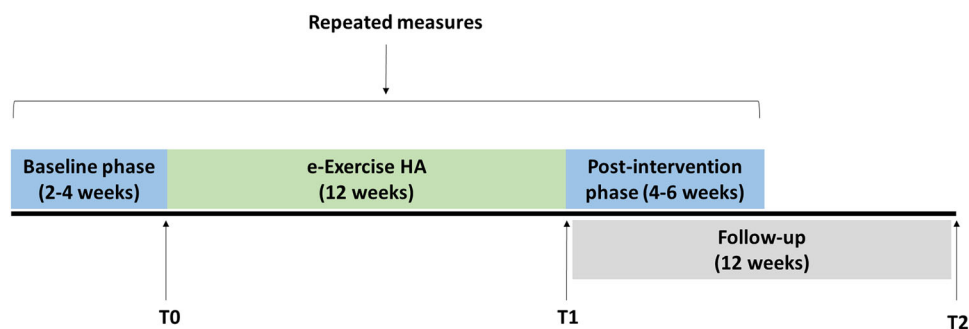 Repeated measures
Baseline phase
(2-4 weeks)
e-Exercise HA
(12 weeks)
Post-intervention
phase (4-6 weeks)
Follow-up
(12 weeks)
T0
T1
T2